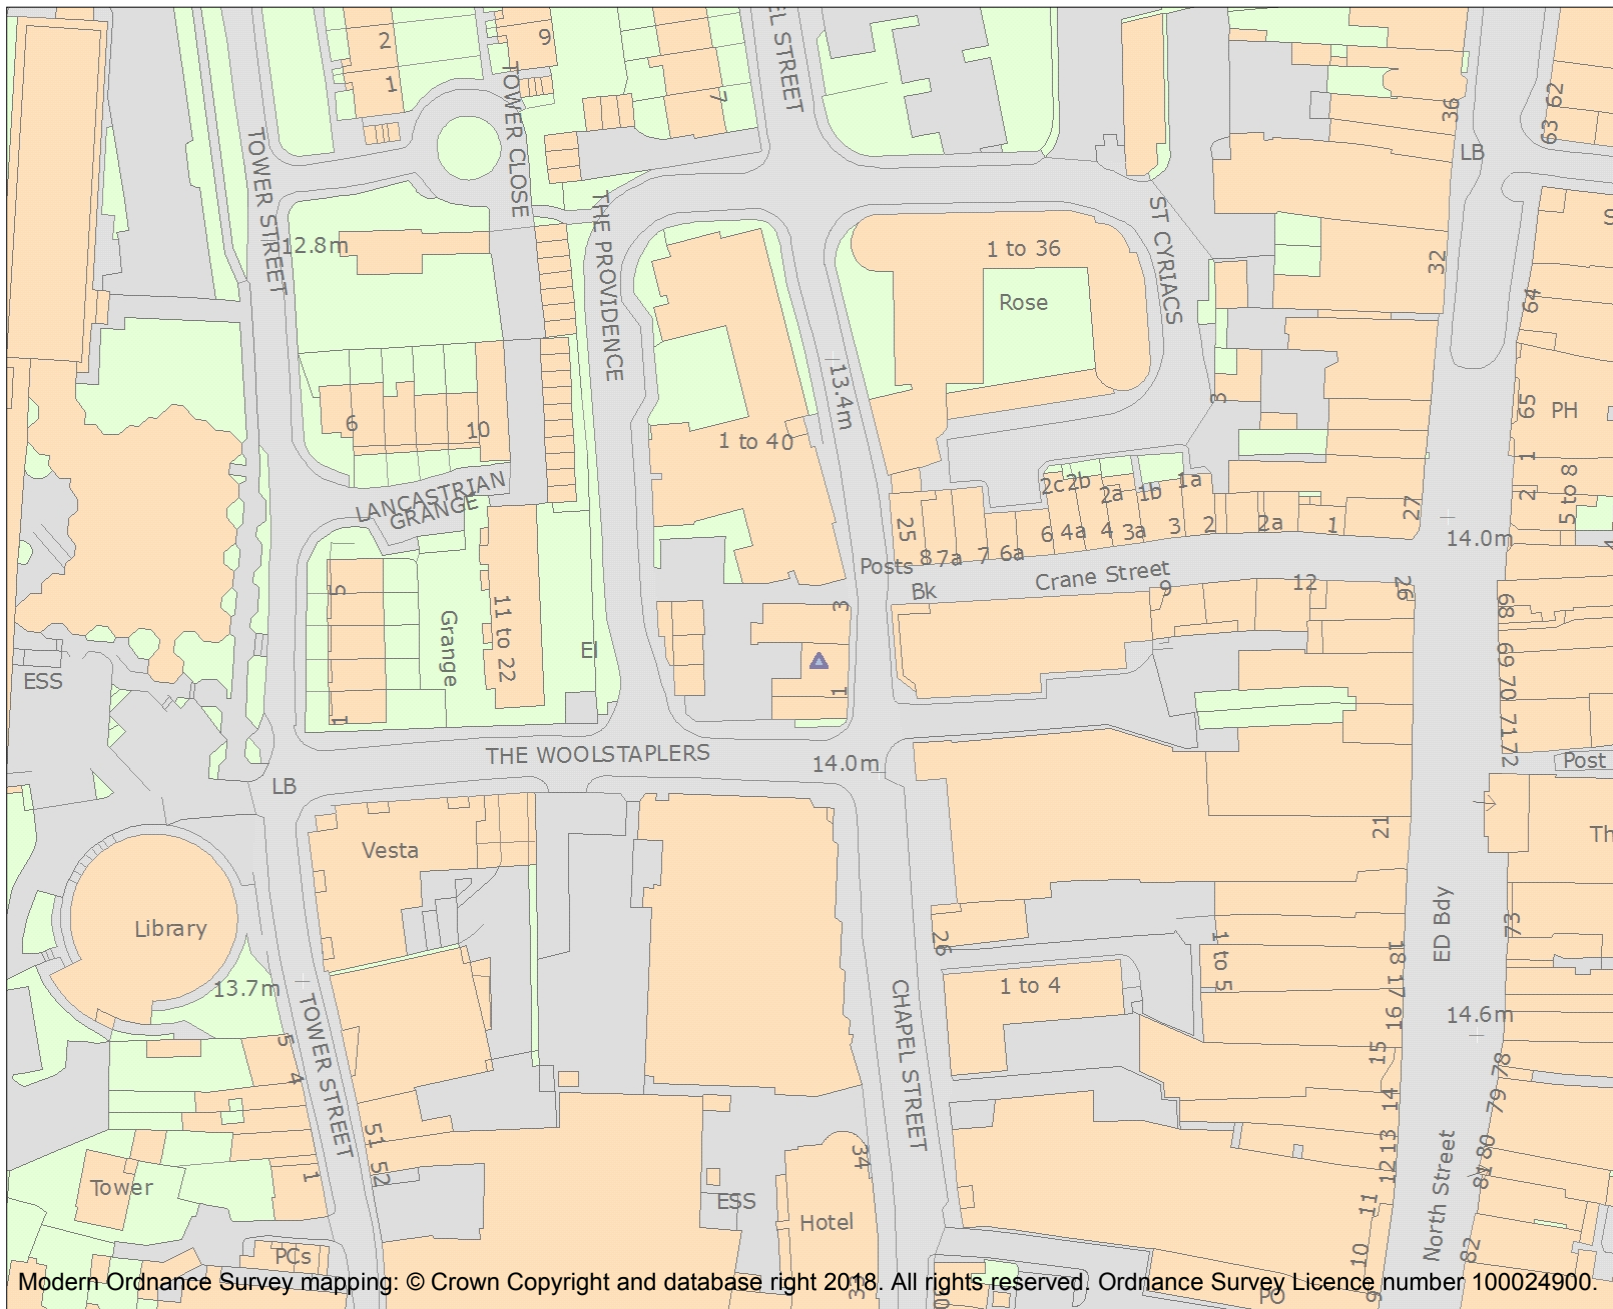 2
9
EL STREET
1
TOWER CLOSE
7
36
62
63
LB
TOWER STREET
THE PROVIDENCE
ST CYRIACS
12.8m
1 to 36
32
Rose
64
13.4m
3
65
PH
6
10
1 to 40
1
LANCASTRIAN
GRANGE
2c
2b
2a
1b
1a
2
5 to 8
25
8
7a
7
6a
6
4a
4
3a
3
2
2a
1
27
14.0m
Posts
Bk
Crane Street
9
12
26
5
11 to 22
Grange
El
3
68
69
ESS
1
1
70
71
72
THE WOOLSTAPLERS
14.0m
Post
LB
21
Th
Vesta
Library
26
1 to 5
ED Bdy
73
18
17
13.7m
1 to 4
16
14.6m
5
4
TOWER STREET
CHAPEL STREET
15
78
14
79
51
52
34
13
12
80
81
1
Tower
ESS
Hotel
11
North Street
PCs
10
82
33
9
PO
Modern Ordnance Survey mapping: © Crown Copyright and database right 2018. All rights reserved. Ordnance Survey Licence number 100024900.